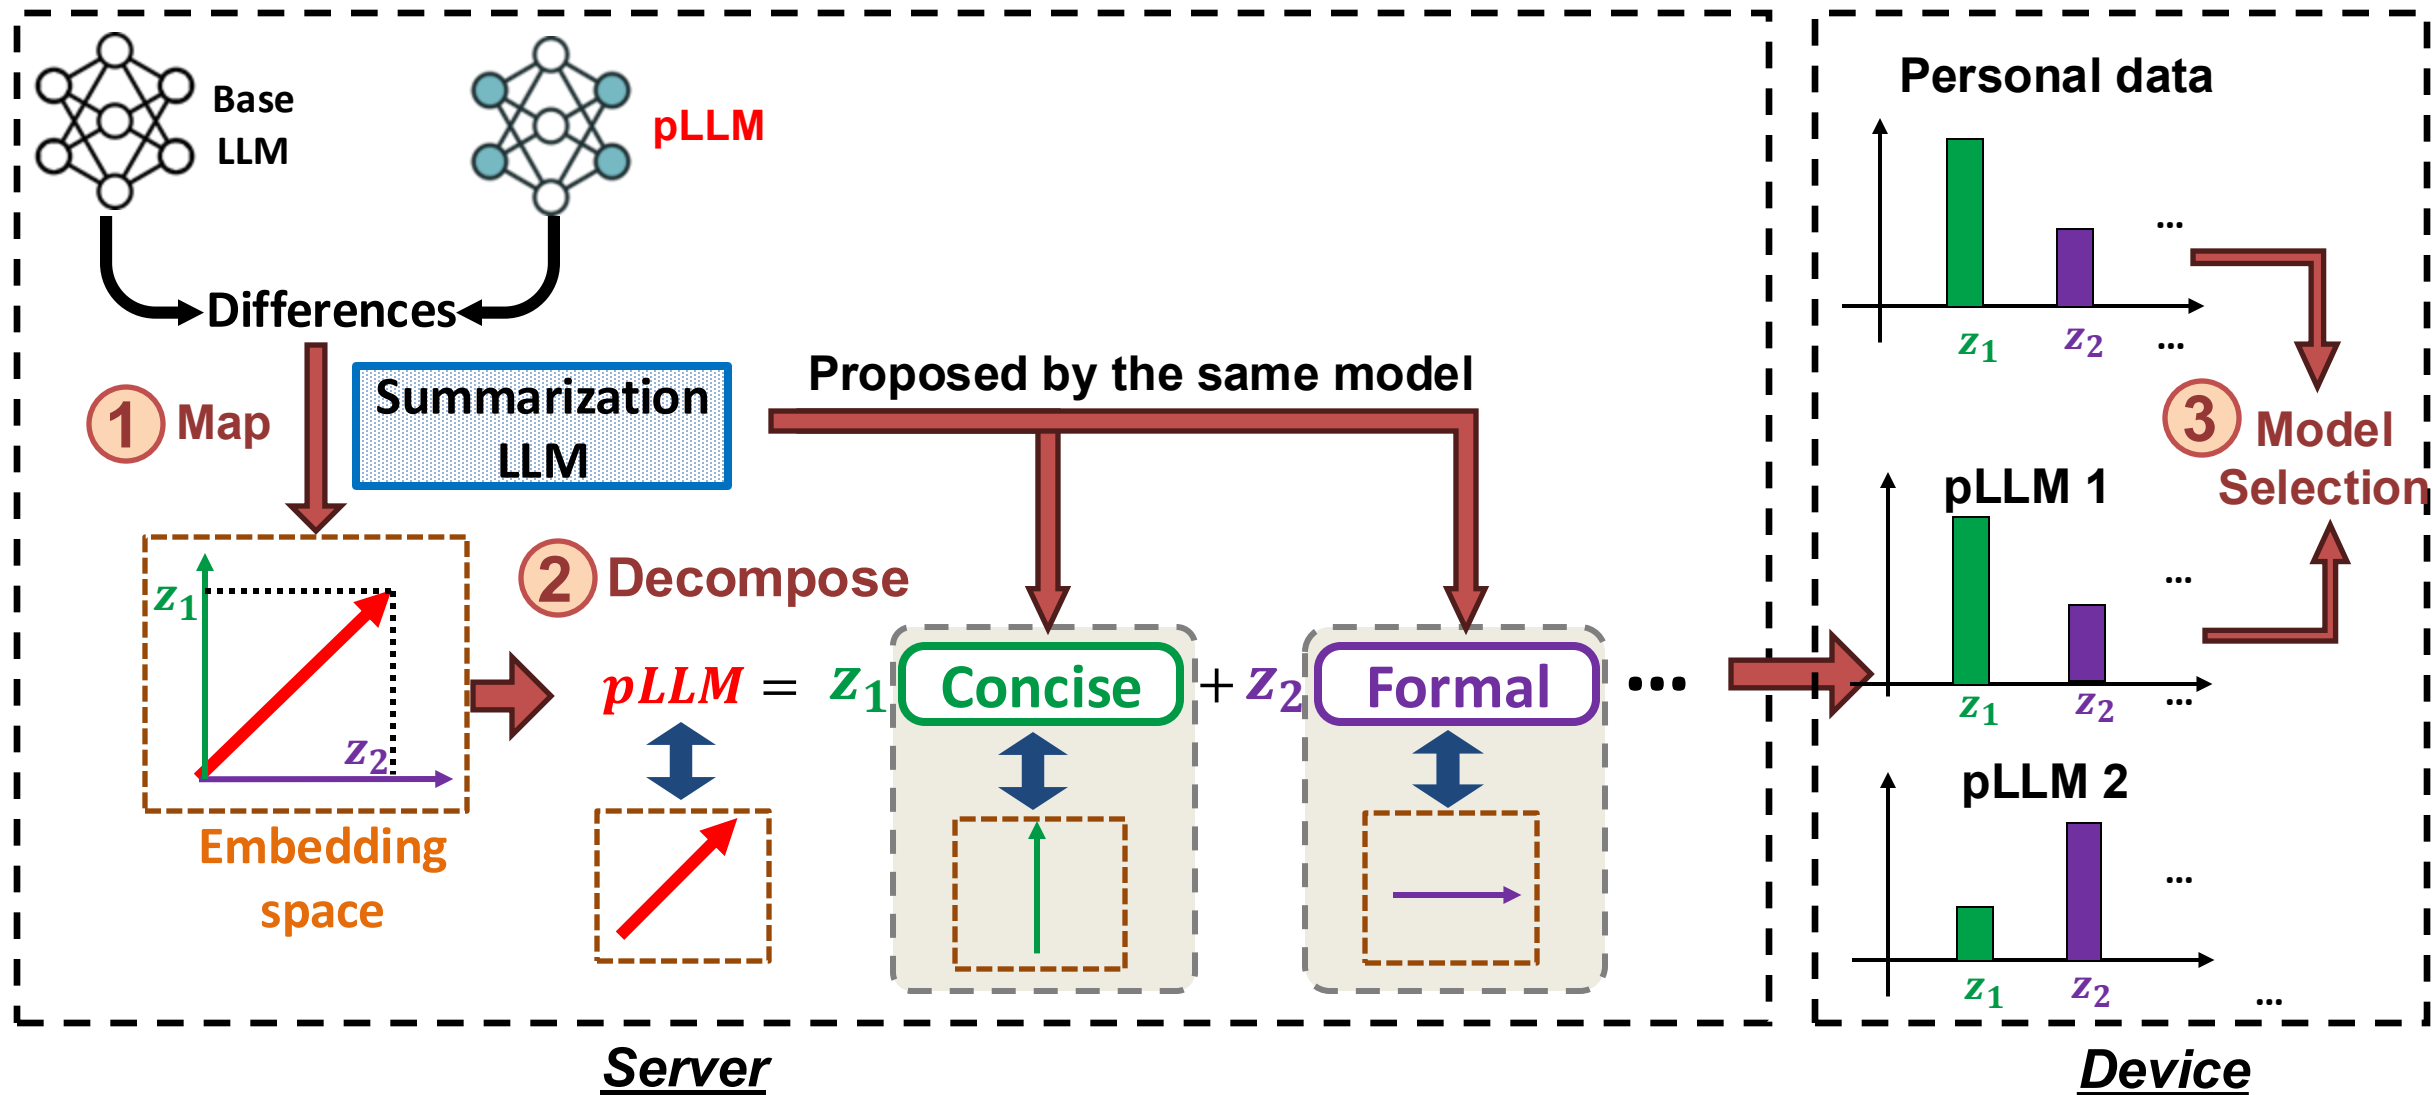 Base
LLM
pLLM
Differences
1 Map
Summarization
LLM
Proposed by the same model
z1
z2
Embedding
space
2 Decompose
pLLM = z1 Concise + z2 Formal ...
Server
Personal data
...
z1 z2 ...
3 Model
Selection
pLLM 1
...
z1 z2 ...
pLLM 2
...
z1 z2 ...
Device